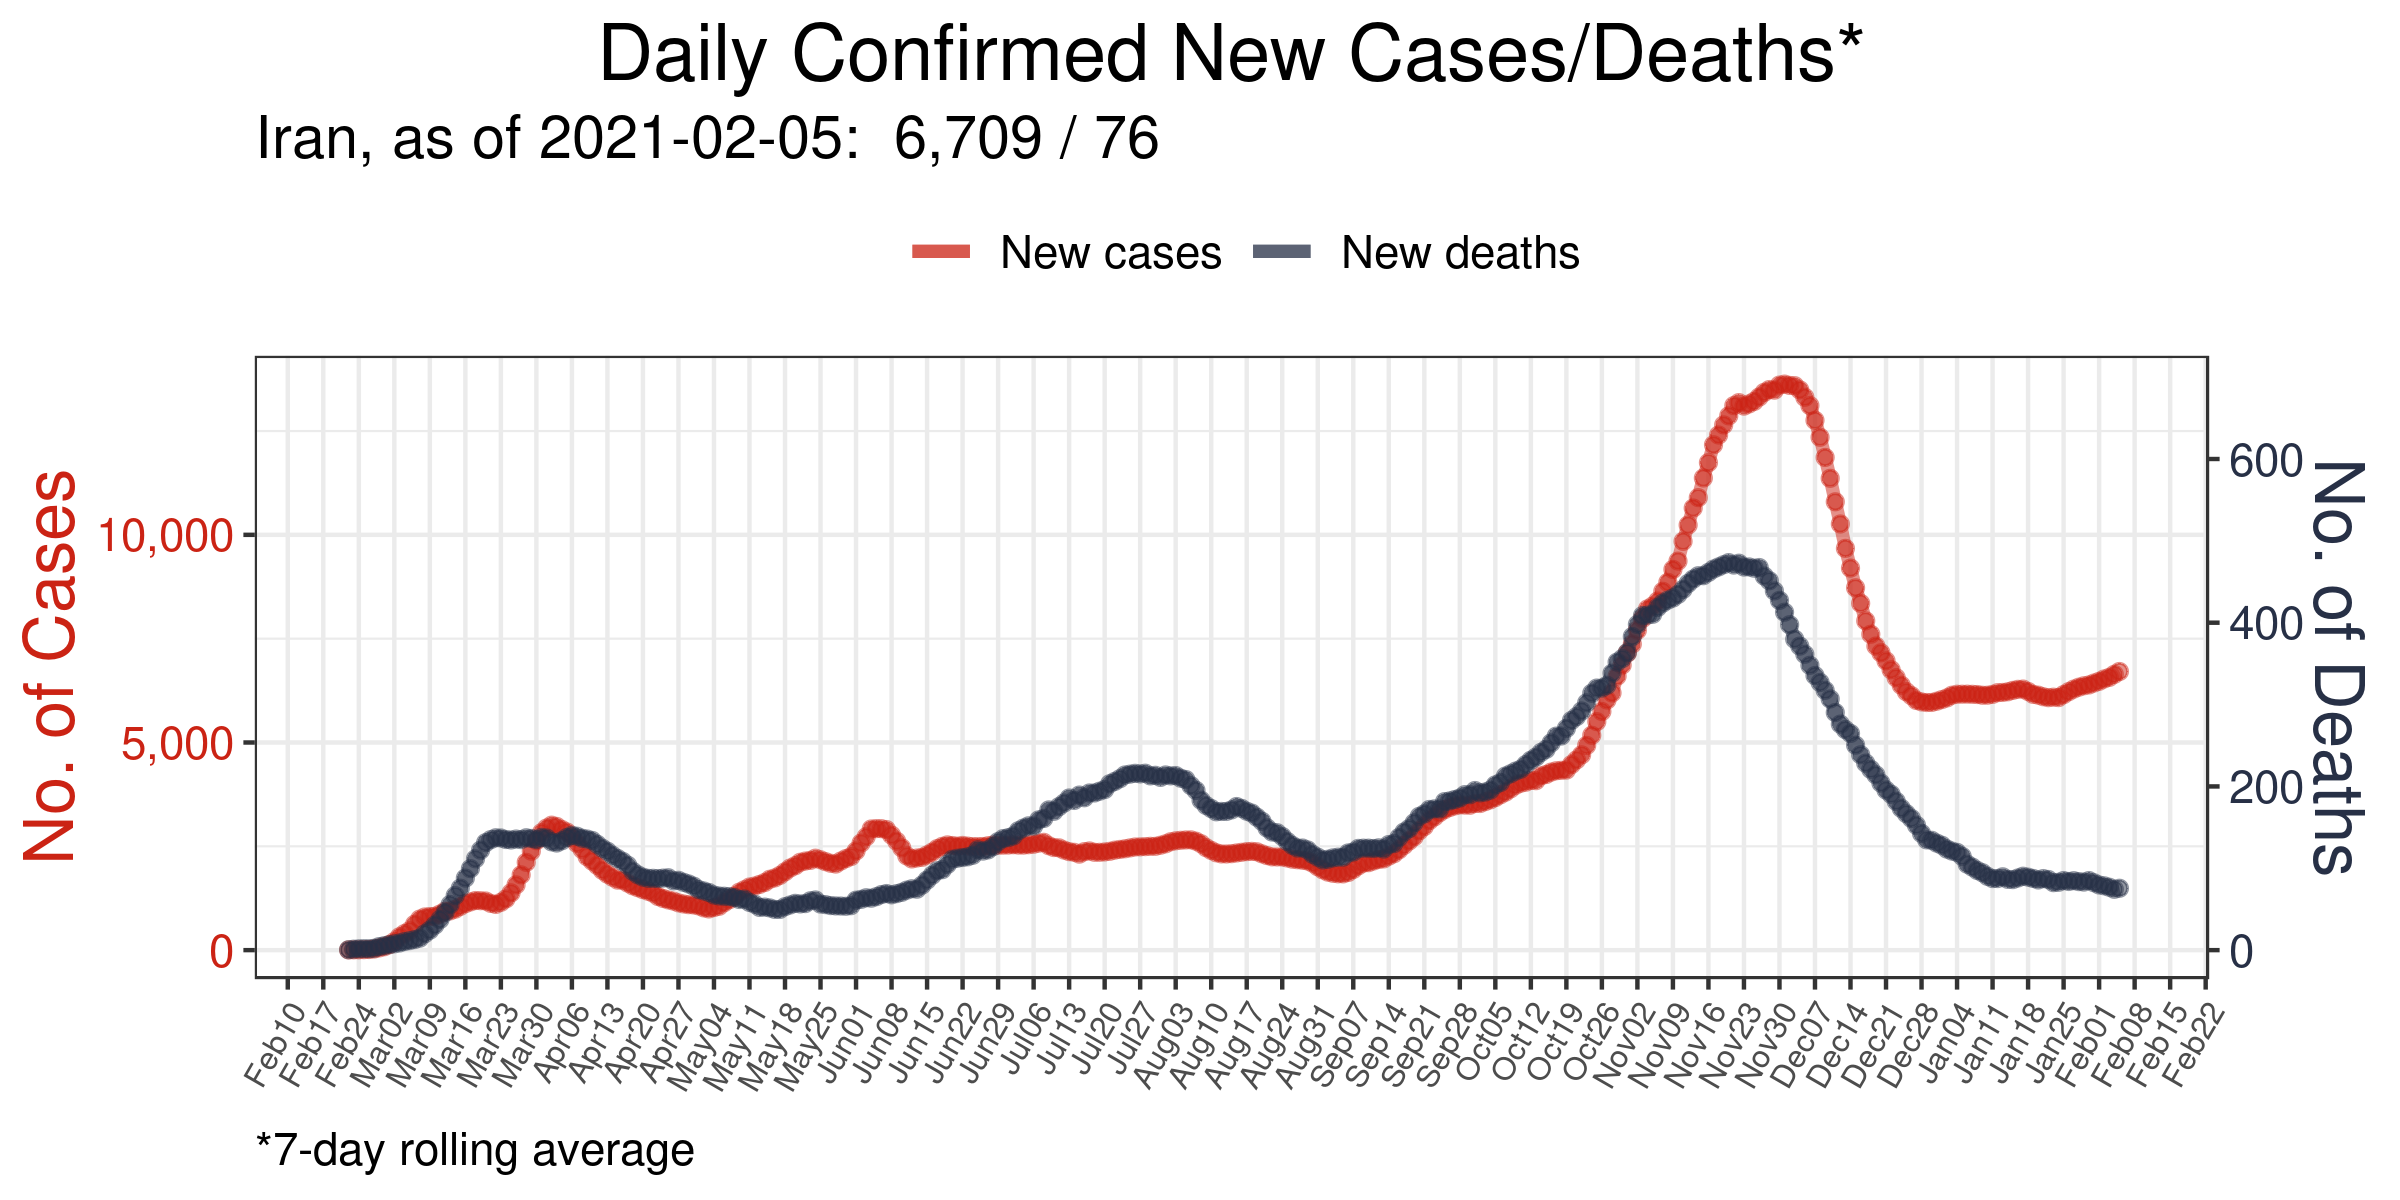 Daily Confirmed New Cases/Deaths*
Iran, as of 2021-02-05:  6,709 / 76
New cases
New deaths
No. of Cases
10,000
5,000
0
600
400
200
0
No. of Deaths
Feb10
Feb17
Feb24
Mar02
Mar09
Mar16
Mar23
Mar30
Apr06
Apr13
Apr20
Apr27
May04
May11
May18
May25
Jun01
Jun08
Jun15
Jun22
Jun29
Jul06
Jul13
Jul20
Jul27
Aug03
Aug10
Aug17
Aug24
Aug31
Sep07
Sep14
Sep21
Sep28
Oct05
Oct12
Oct19
Oct26
Nov02
Nov09
Nov16
Nov23
Nov30
Dec07
Dec14
Dec21
Dec28
Jan04
Jan11
Jan18
Jan25
Feb01
Feb08
Feb15
Feb22
*7-day rolling average